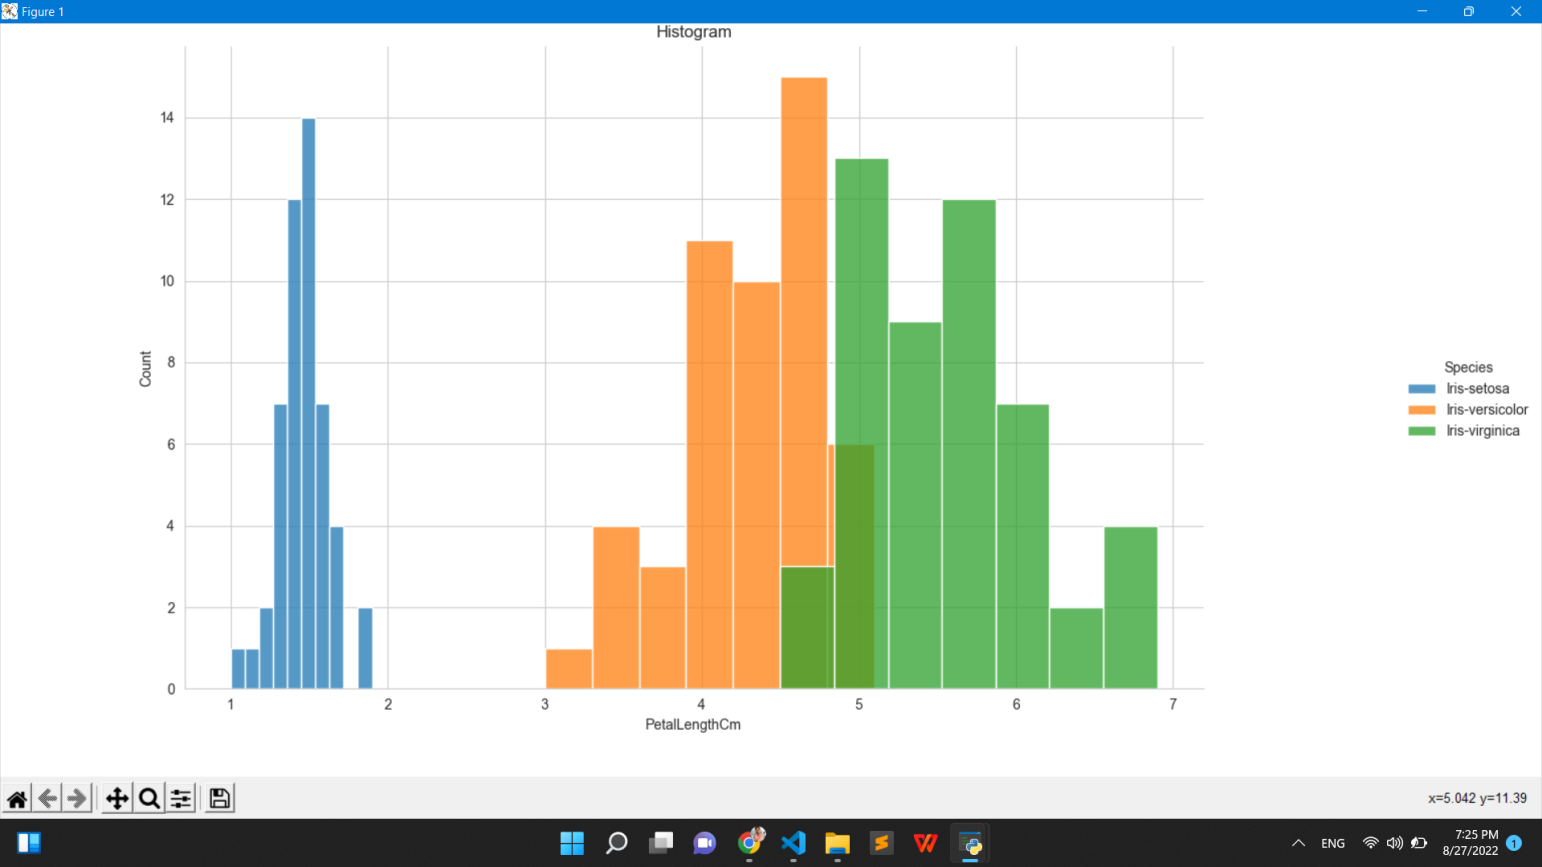 Figure 1
Histogram
14
12
10
8
6
4
2
0
Count
1 2 3 4 5 6 7
PetalLengthCm
Species
Iris-setosa
Iris-versicolor
Iris-virginica
x=5.042 y=11.39
ENG
7:25 PM
8/27/2022
1